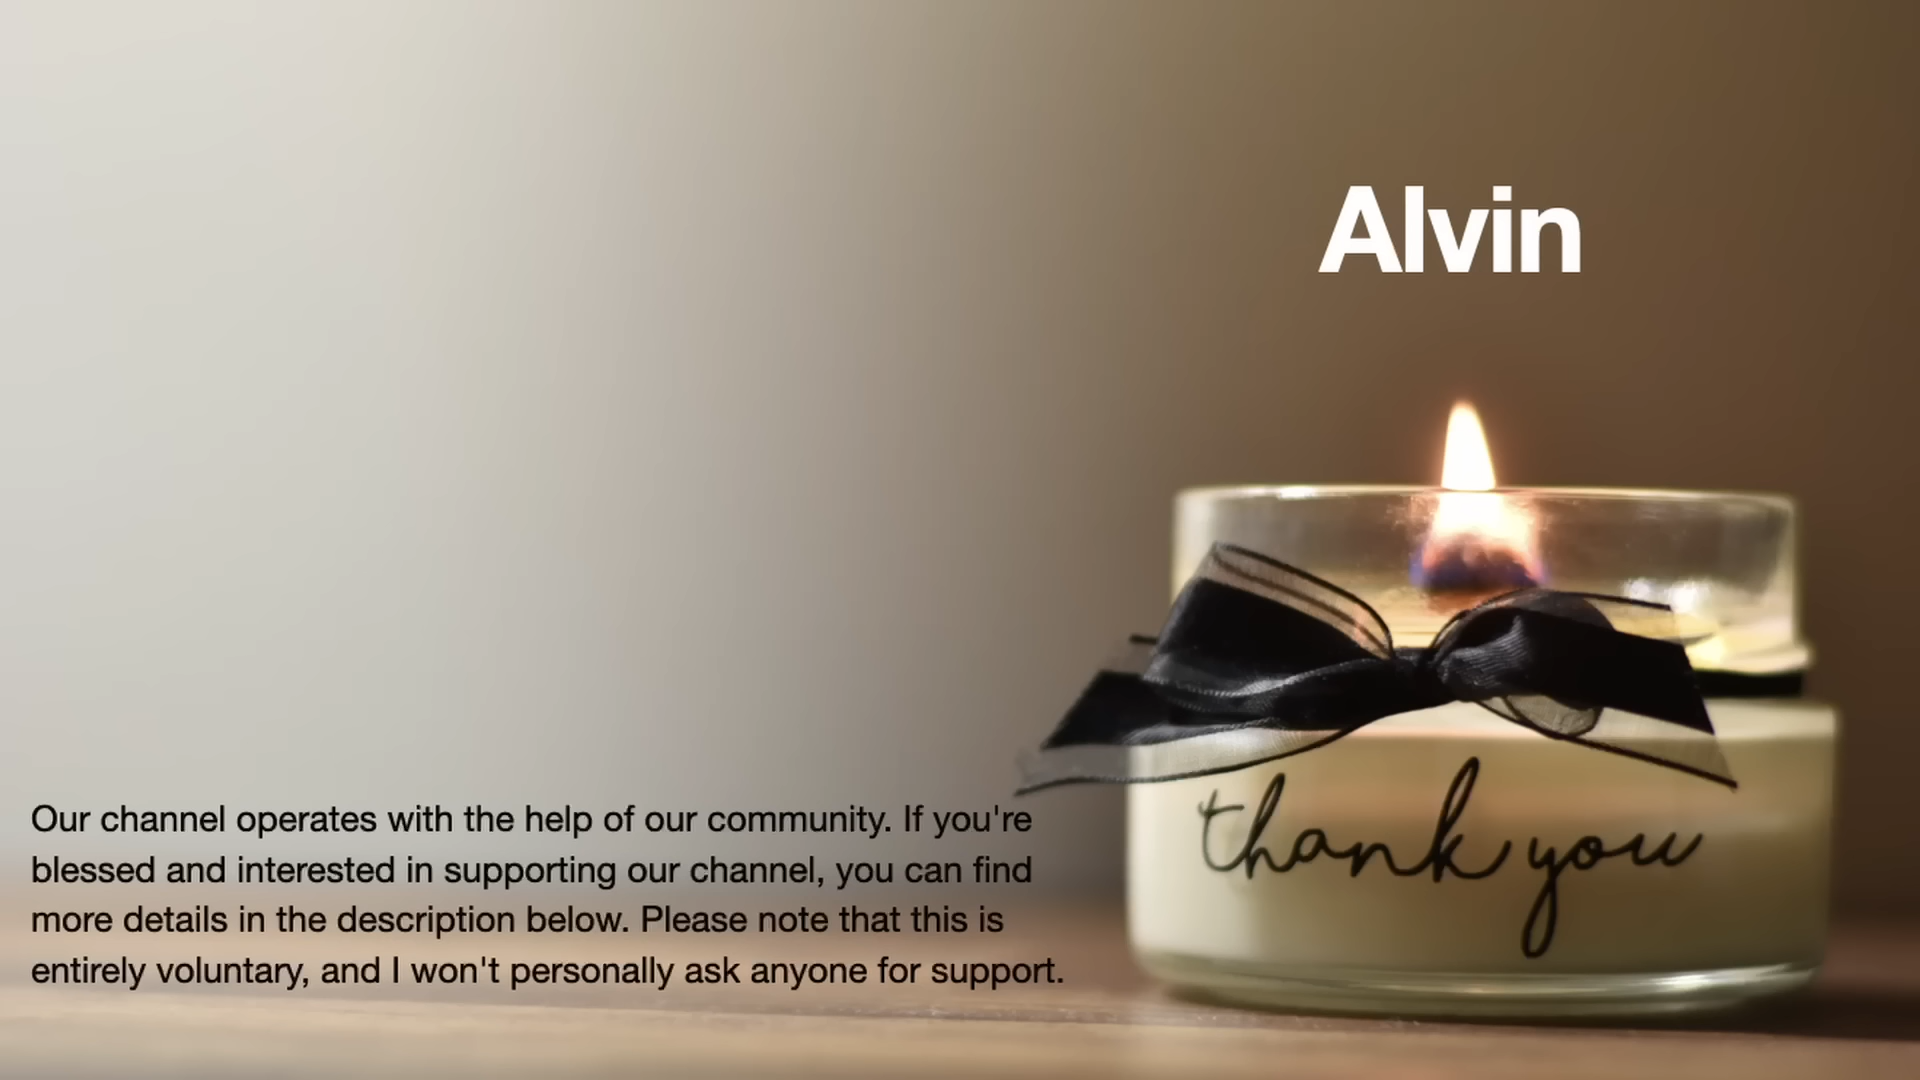 Alvin
thank you
Our channel operates with the help of our community. If you're
blessed and interested in supporting our channel, you can find
more details in the description below. Please note that this is
entirely voluntary, and I won't personally ask anyone for support.